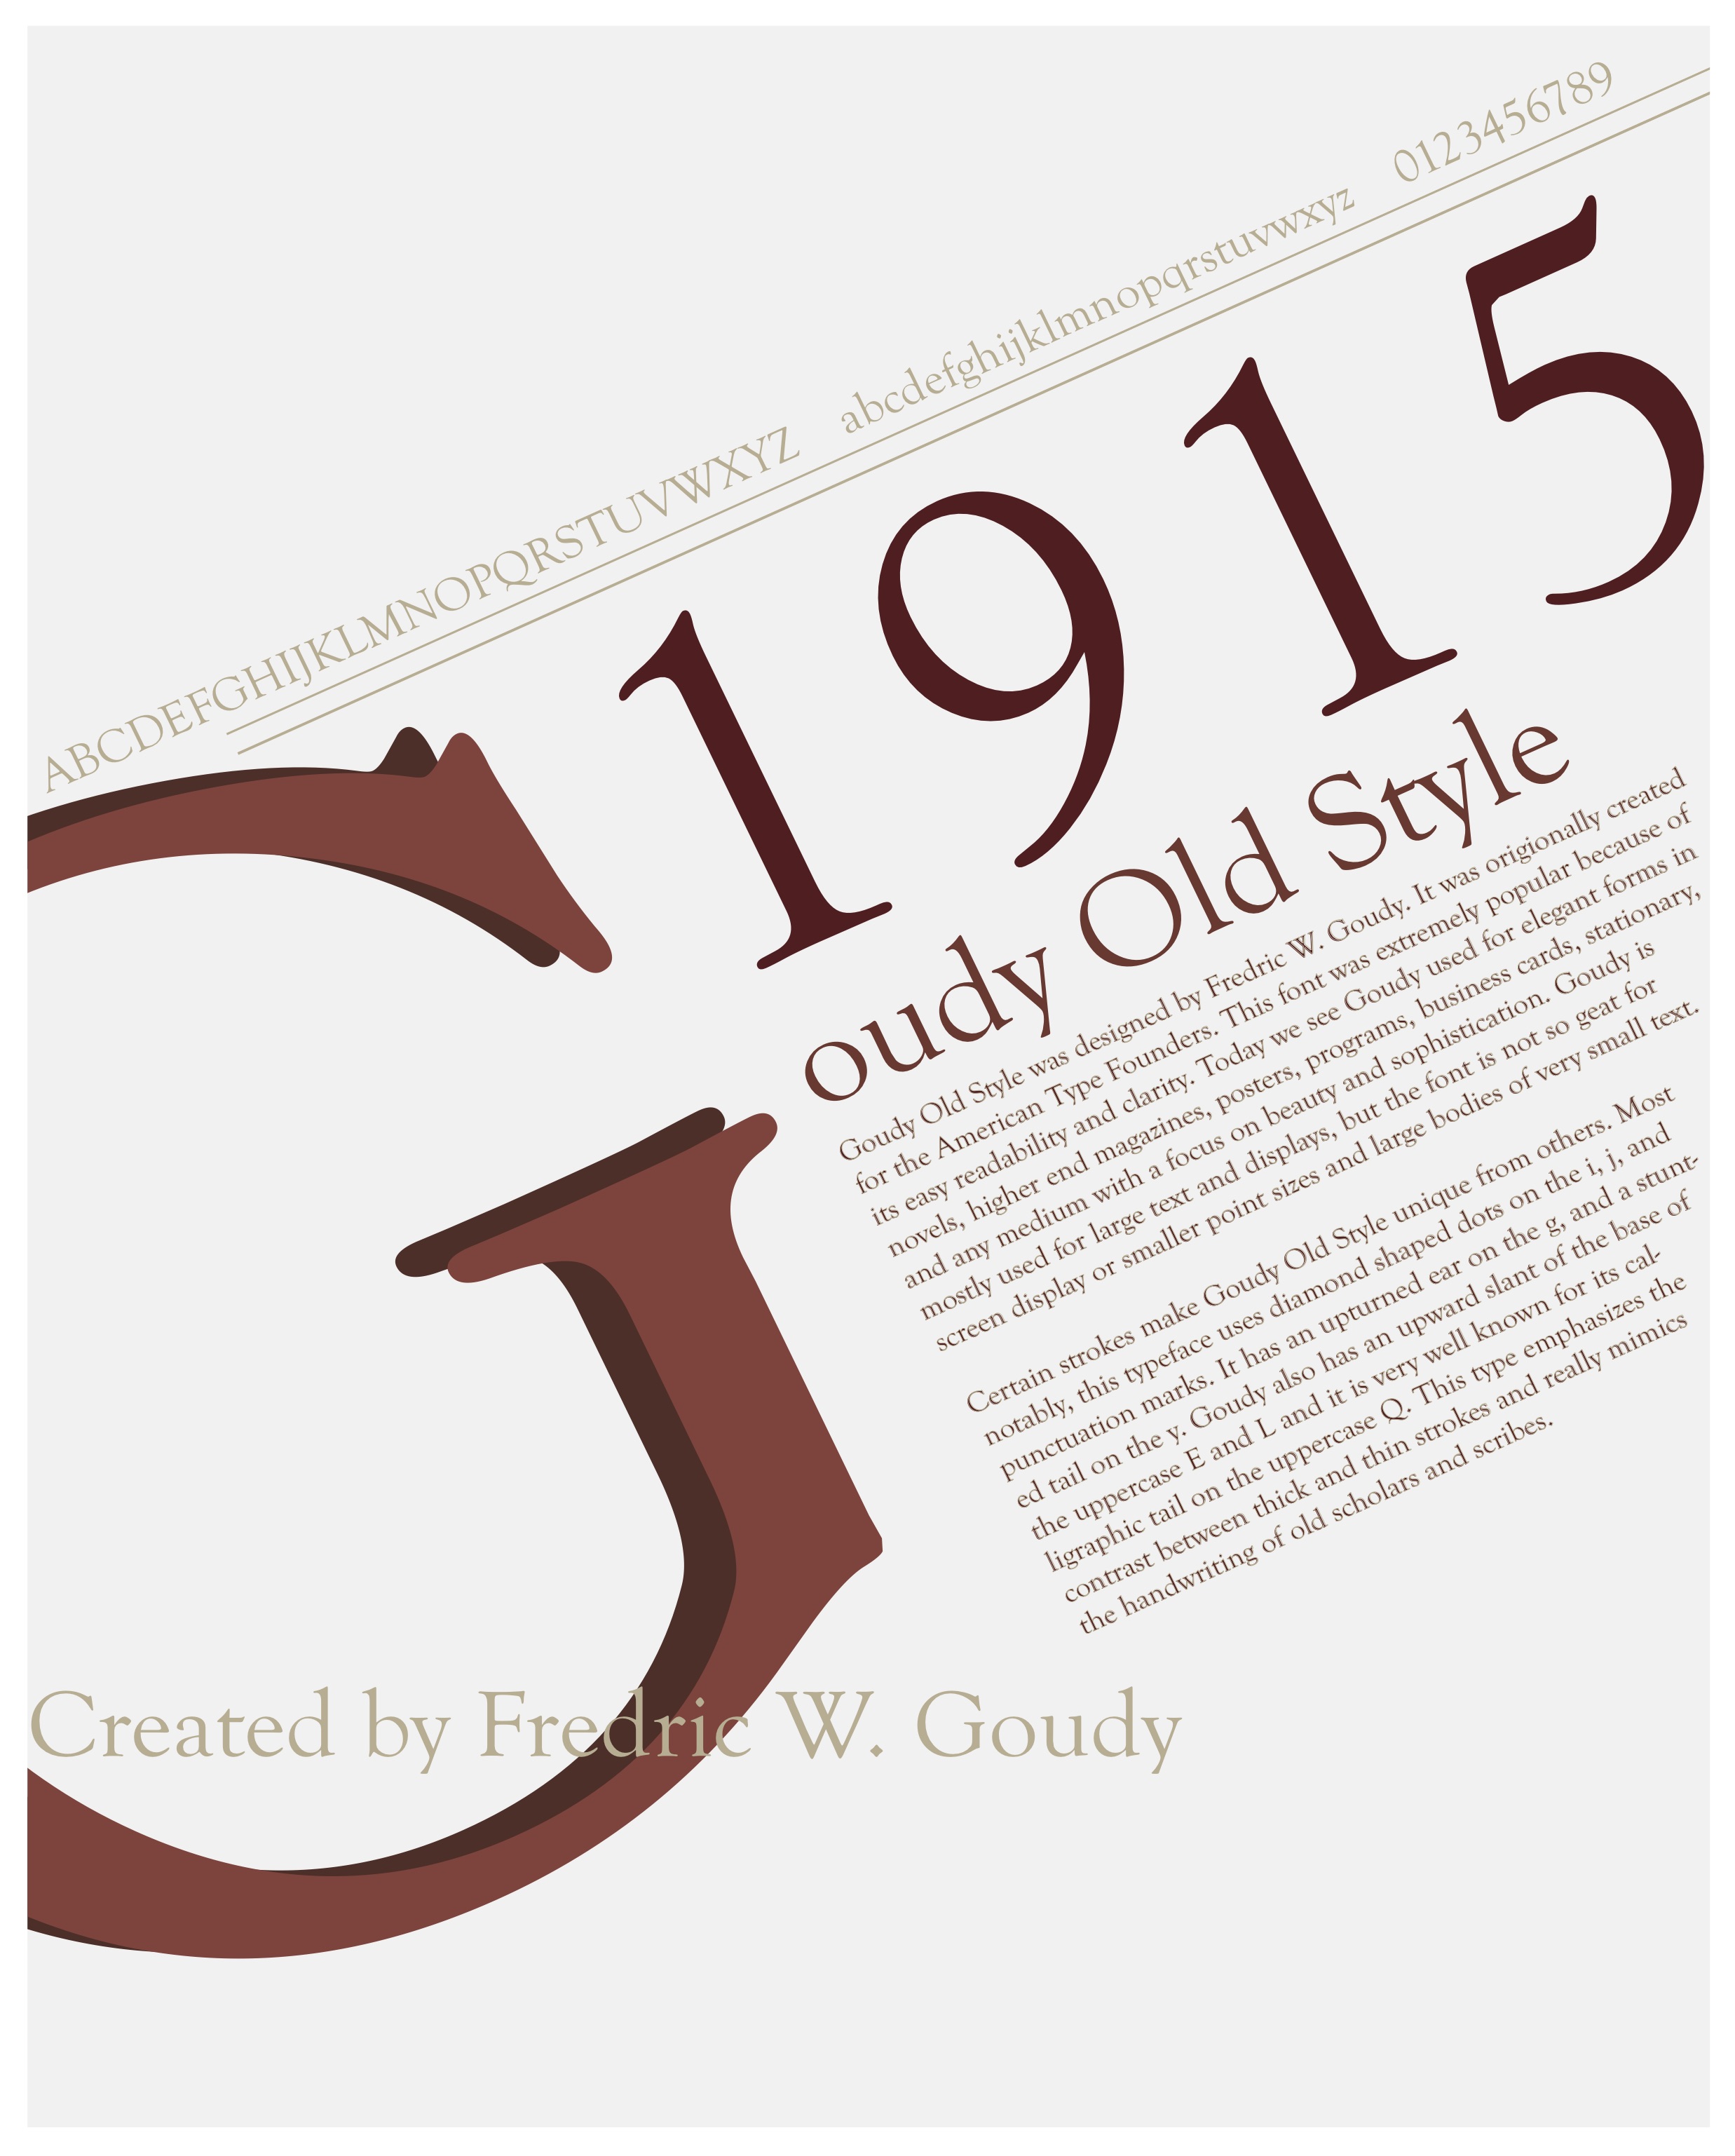 ABCDEFGHIJKLMNOPQRSTUVWXYZ abcdefghijklmnopqrstuvwxyz 0123456789
1915
G
oudy Old Style
Goudy Old Style was designed by Fredric W. Goudy. It was origionally created
for the American Type Founders. This font was extremely popular because of
its easy readability and clarity. Today we see Goudy used for elegant forms in
novels, higher end magazines, posters, programs, business cards, stationary,
and any medium with a focus on beauty and sophistication. Goudy is
mostly used for large text and displays, but the font is not so geat for
screen display or smaller point sizes and large bodies of very small text.
Certain strokes make Goudy Old Style unique from others. Most
notably, this typeface uses diamond shaped dots on the i, j, and
punctuation marks. It has an upturned ear on the g, and a stunt-
ed tail on the y. Goudy also has an upward slant of the base of
the uppercase E and L and it is very well known for its cal-
ligraphic tail on the uppercase Q. This type emphasizes the
contrast between thick and thin strokes and really mimics
the handwriting of old scholars and scribes.
Created by Fredric W. Goudy